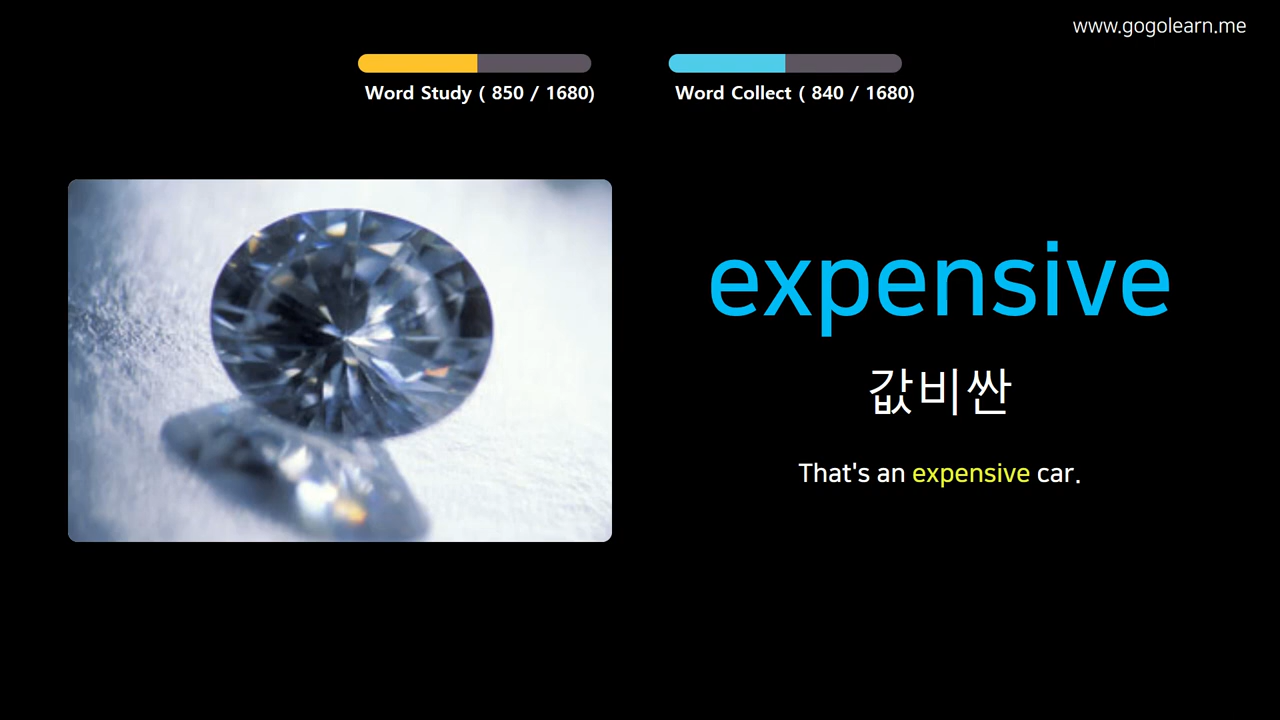 www.gogolearn.me
Word Study ( 850 / 1680)
Word Collect ( 840 / 1680)
expensive
값비싼
That's an expensive car.